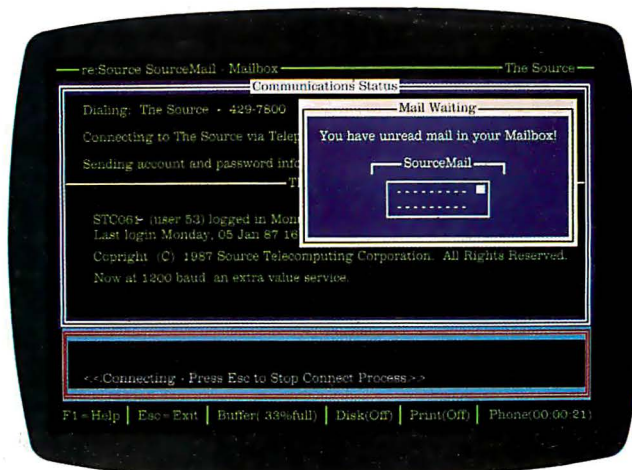 re:Source SourceMail - Mailbox
The Source
Communications Status
Dialing: The Source - 429-7800
Connecting to The Source via Telep
Sending account and password info
Th
Mail Waiting
You have unread mail in your Mailbox!
SourceMail
(user 53) logged in Mon
Last login Monday, 05 Jan 87 16
Copright (C) 1987 Source Telecomputing Corporation. All Rights Reserved.
Now at 1200 baud an extra value service.
<.<.Connecting - Press Esc to Stop Connect Process.>.>
F1=Help | Esc=Exit | Buffer( 33%full) | Disk(Off) | Print(Off) | Phone(00:00:21)